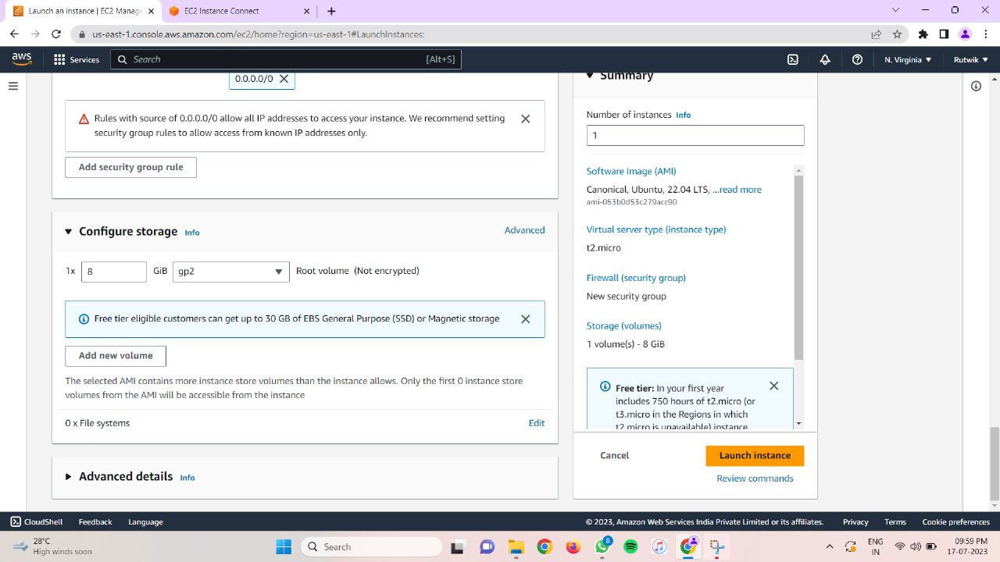 Launch an instance | EC2 Manag
EC2 Instance Connect
us-east-1.console.aws.amazon.com/ec2/home?region=us-east-1#LaunchInstances:
aws
Services
Search
[Alt+S]
N. Virginia
Rutwik
0.0.0.0/0
Rules with source of 0.0.0.0/0 allow all IP addresses to access your instance. We recommend setting
security group rules to allow access from known IP addresses only.
Add security group rule
Configure storage Info
Advanced
1x
8
GiB
gp2
Root volume (Not encrypted)
Free tier eligible customers can get up to 30 GB of EBS General Purpose (SSD) or Magnetic storage
Add new volume
The selected AMI contains more instance store volumes than the instance allows. Only the first 0 instance store
volumes from the AMI will be accessible from the instance
0 x File systems
Edit
Advanced details Info
Summary
Number of instances Info
1
Software Image (AMI)
Canonical, Ubuntu, 22.04 LTS, ...read more
ami-053b0d53c279acc90
Virtual server type (instance type)
t2.micro
Firewall (security group)
New security group
Storage (volumes)
1 volume(s) - 8 GiB
Free tier: In your first year
includes 750 hours of t2.micro (or
t3.micro in the Regions in which
t2.micro is unavailable) instance
Cancel
Launch instance
Review commands
CloudShell
Feedback
Language
© 2023, Amazon Web Services India Private Limited or its affiliates.
Privacy
Terms
Cookie preferences
28°C
High winds soon
Search
8
ENG
IN
09:59 PM
17-07-2023